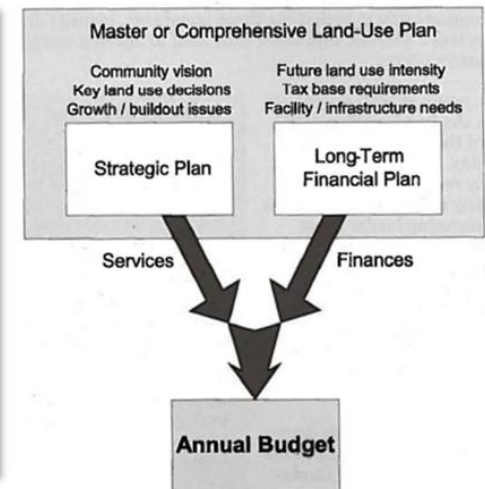 Master or Comprehensive Land-Use Plan
Community vision
Key land use decisions
Growth / buildout issues
Future land use intensity
Tax base requirements
Facility / infrastructure needs
Strategic Plan
Long-Term
Financial Plan
Services
Finances
Annual Budget